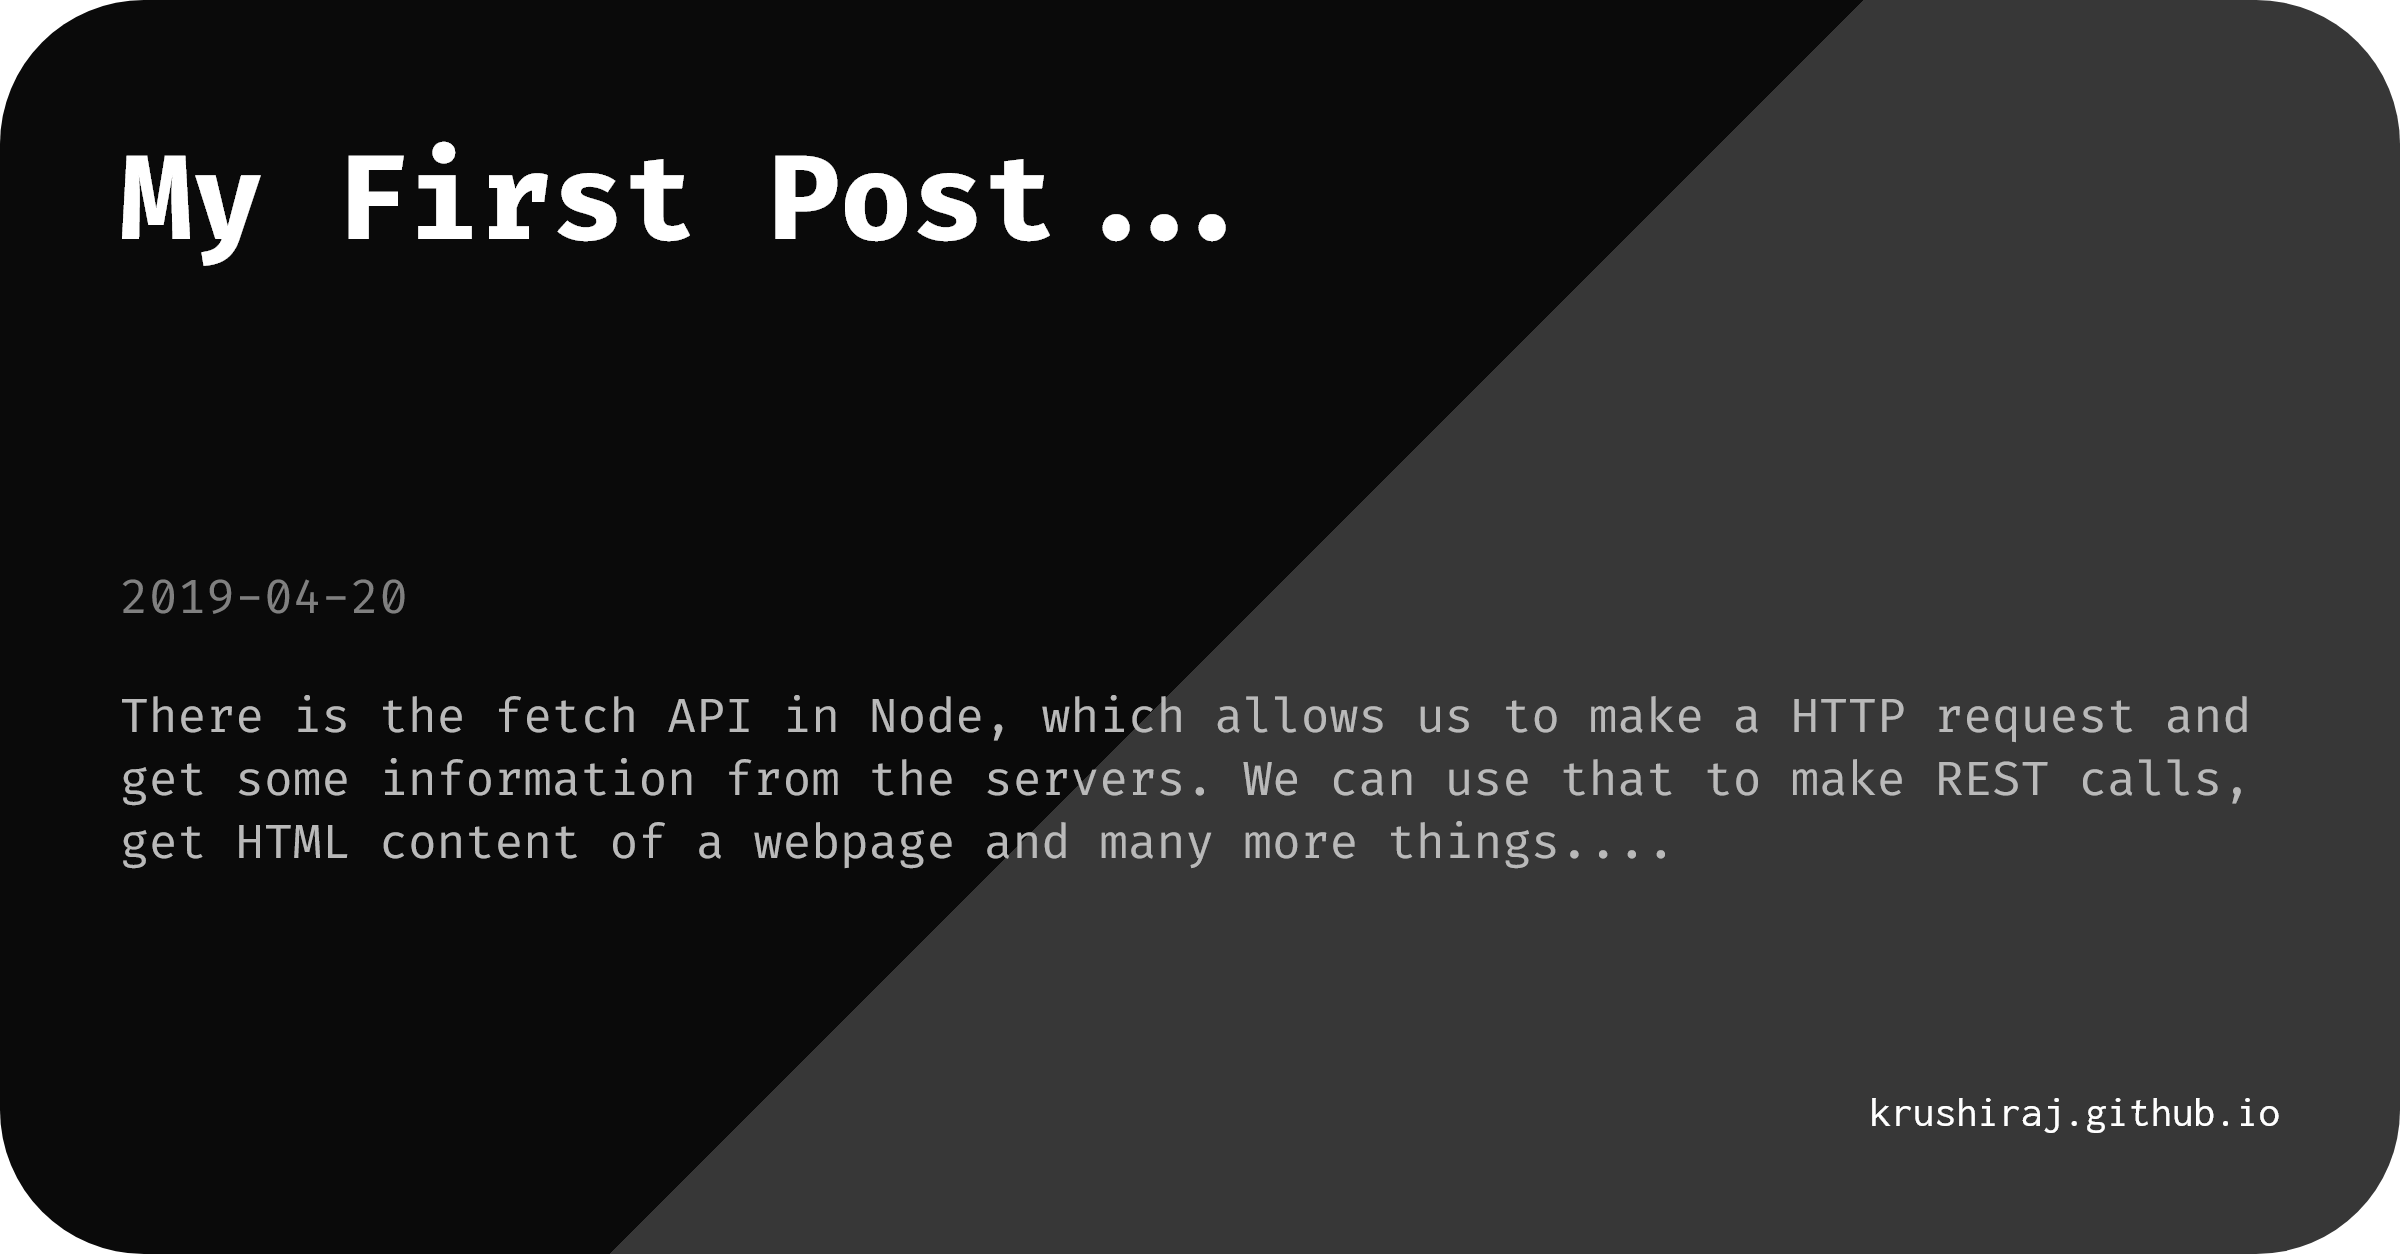 My First Post...
2019-04-20
There is the fetch API in Node, which allows us to make a HTTP request and
get some information from the servers. We can use that to make REST calls,
get HTML content of a webpage and many more things....
krushiraj.github.io